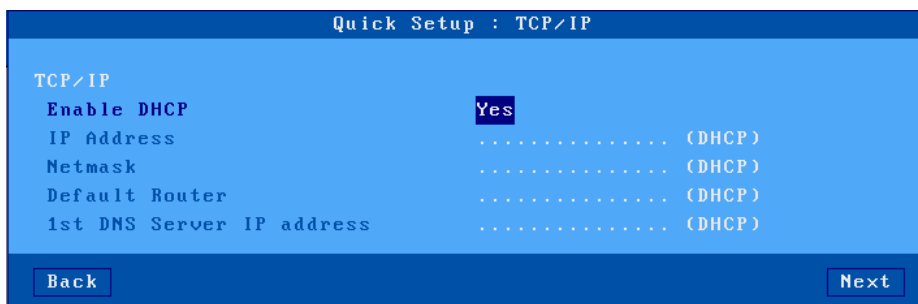 Quick Setup : TCP/IP
TCP/IP
Enable DHCP Yes
IP Address ............... (DHCP)
Netmask ............... (DHCP)
Default Router ............... (DHCP)
1st DNS Server IP address ............... (DHCP)
Back Next